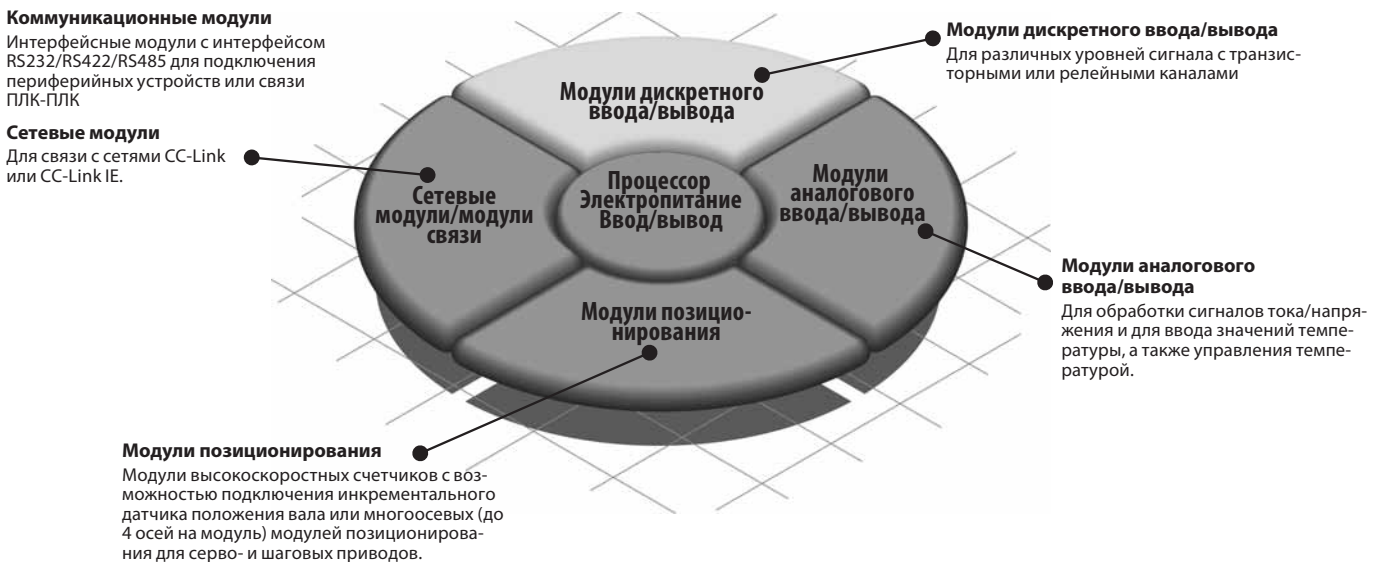 Коммуникационные модули
Интерфейсные модули с интерфейсом
RS232/RS422/RS485 для подключения
периферийных устройств или связи
ПЛК-ПЛК
Сетевые модули
Для связи с сетями CC-Link
или CC-Link IE.
Модули дискретного ввода/вывода
Для различных уровней сигнала с транзис-
торными или релейными каналами
Модули дискретного
ввода/вывода
Сетевые
модули/модули
связи
Процессор
Электропитание
Ввод/вывод
Модули
аналогового
ввода/вывода
Модули позицио-
нирования
Модули аналогового
ввода/вывода
Для обработки сигналов тока/напря-
жения и для ввода значений темпе-
ратуры, а также управления темпе-
ратурой.
Модули позиционирования
Модули высокоскоростных счетчиков с воз-
можностью подключения инкрементального
датчика положения вала или многоосевых (до
4 осей на модуль) модулей позиционирова-
ния для серво- и шаговых приводов.